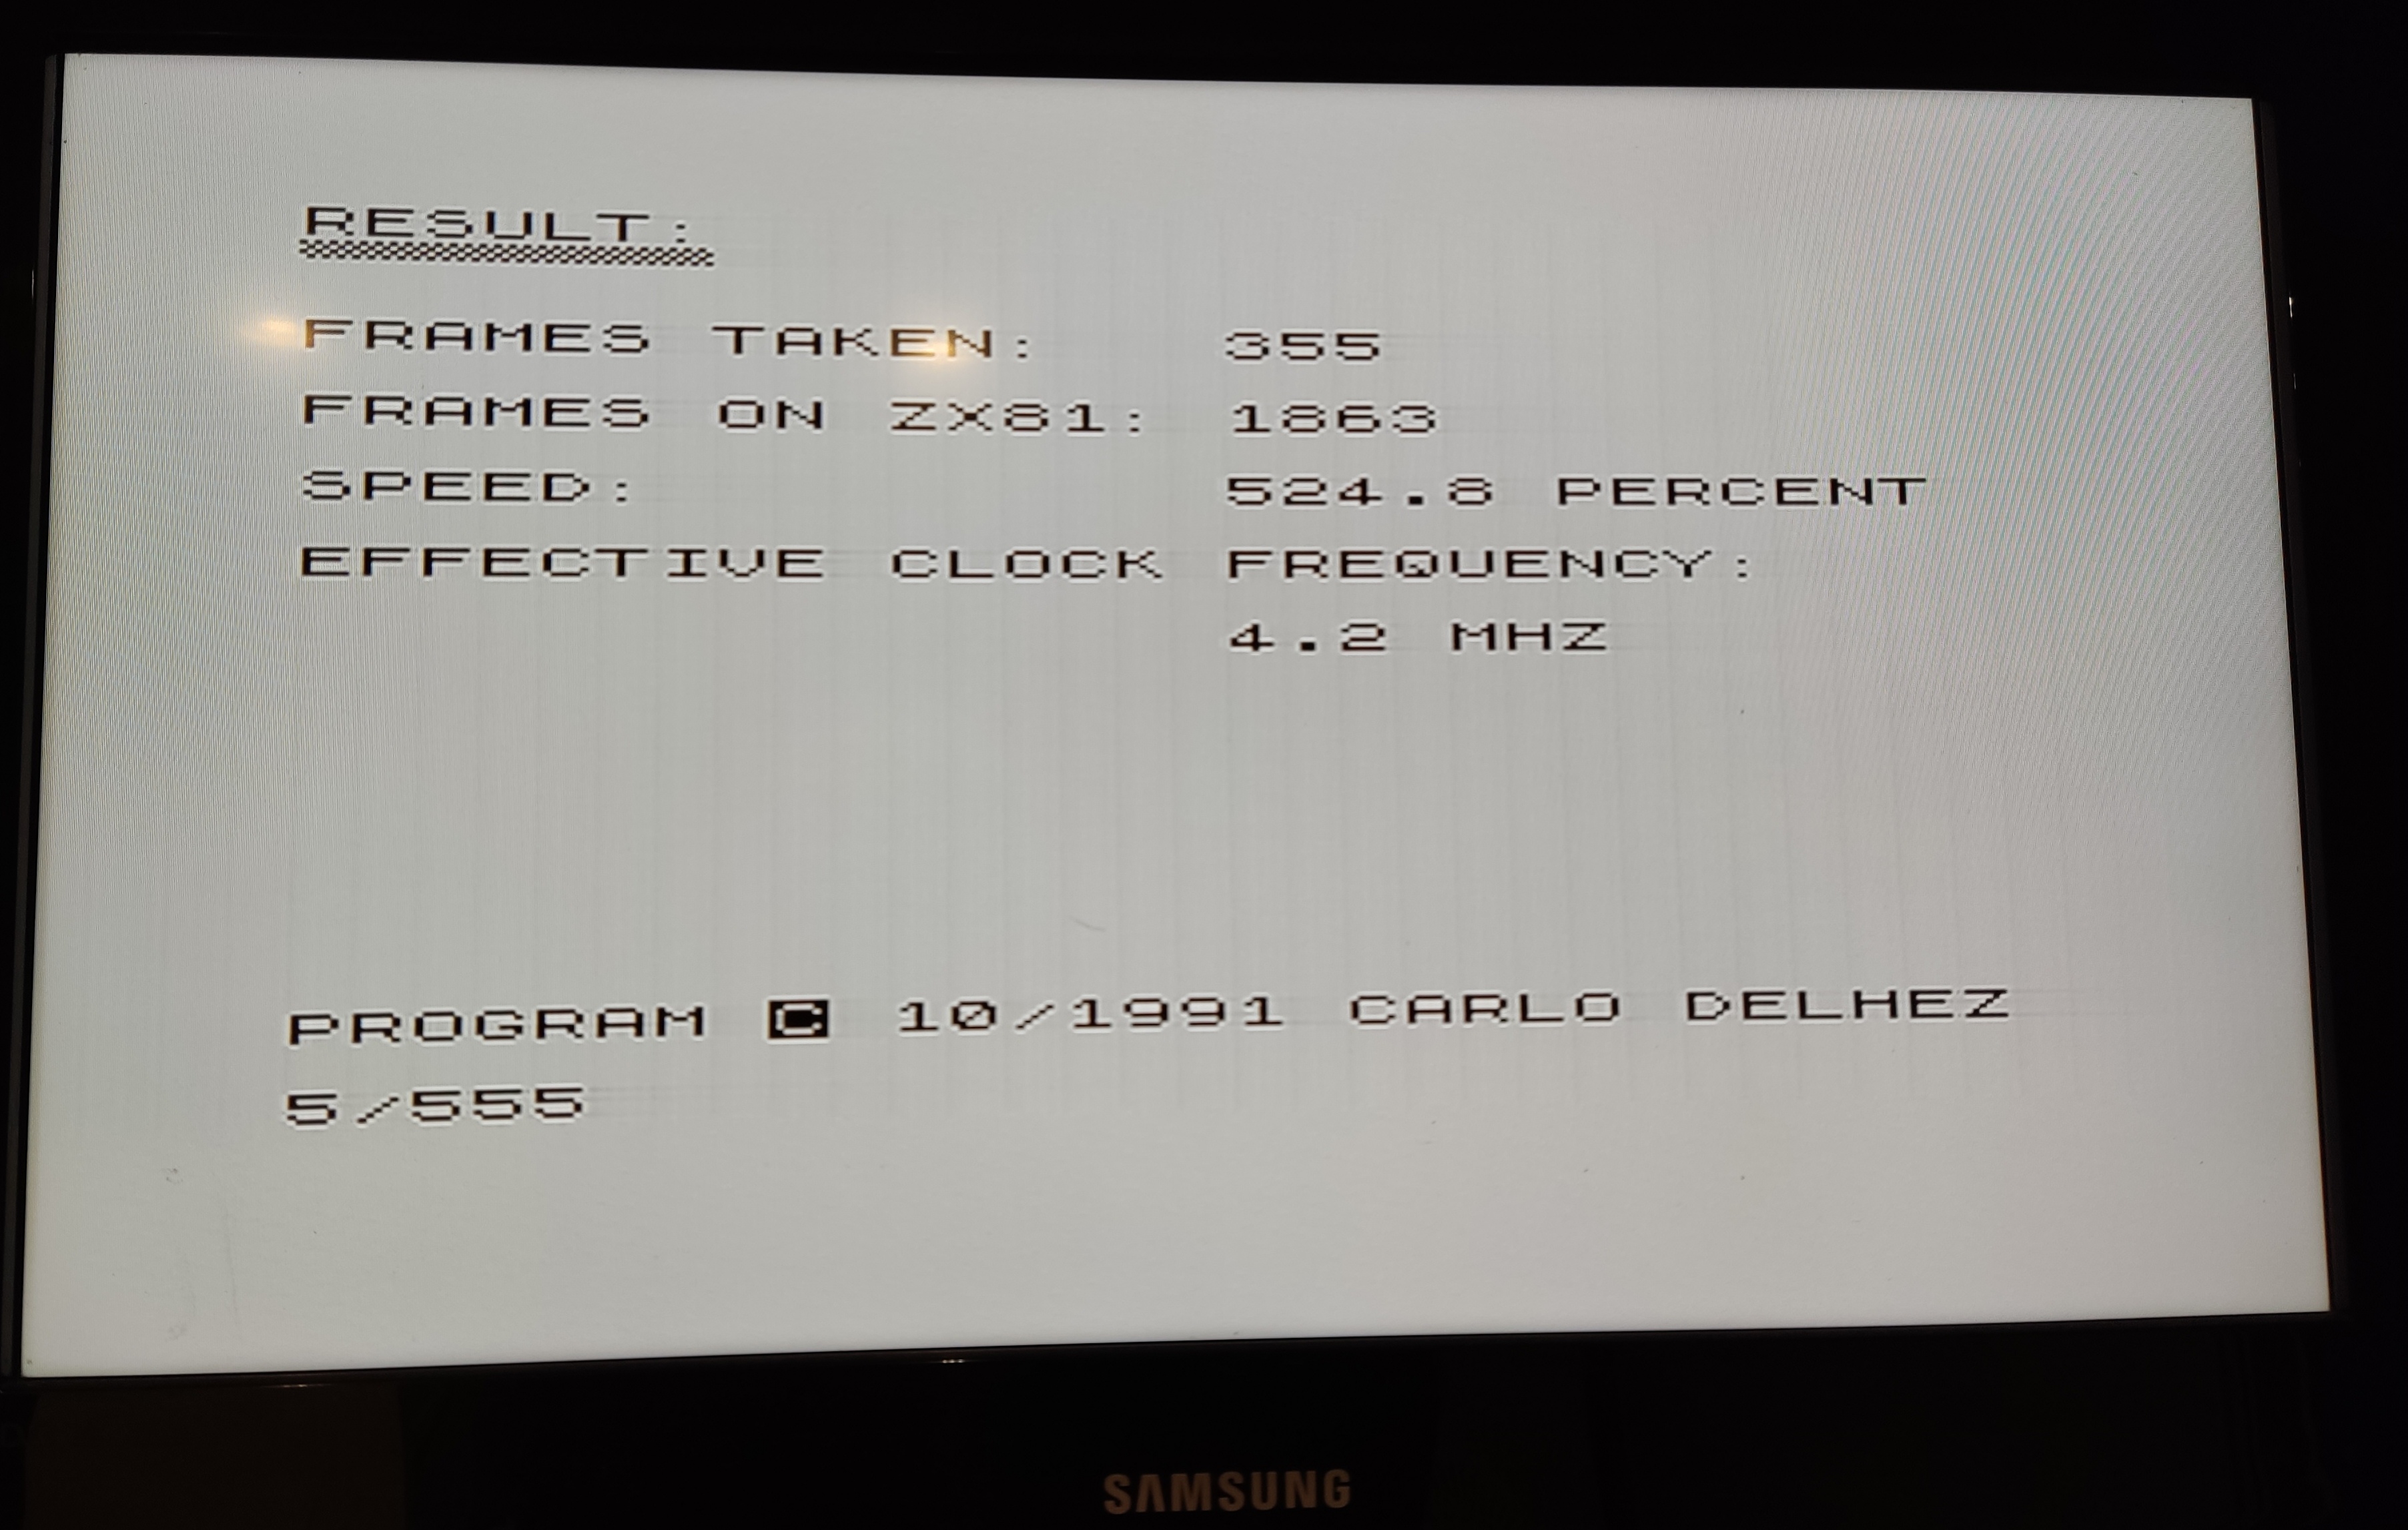 RESULT:
FRAMES TAKEN: 355
FRAMES ON ZX81: 1863
SPEED: 524.8 PERCENT
EFFECTIVE CLOCK FREQUENCY:
4.2 MHZ
PROGRAM C 10/1991 CARLO DELHEZ
5/555
SAMSUNG